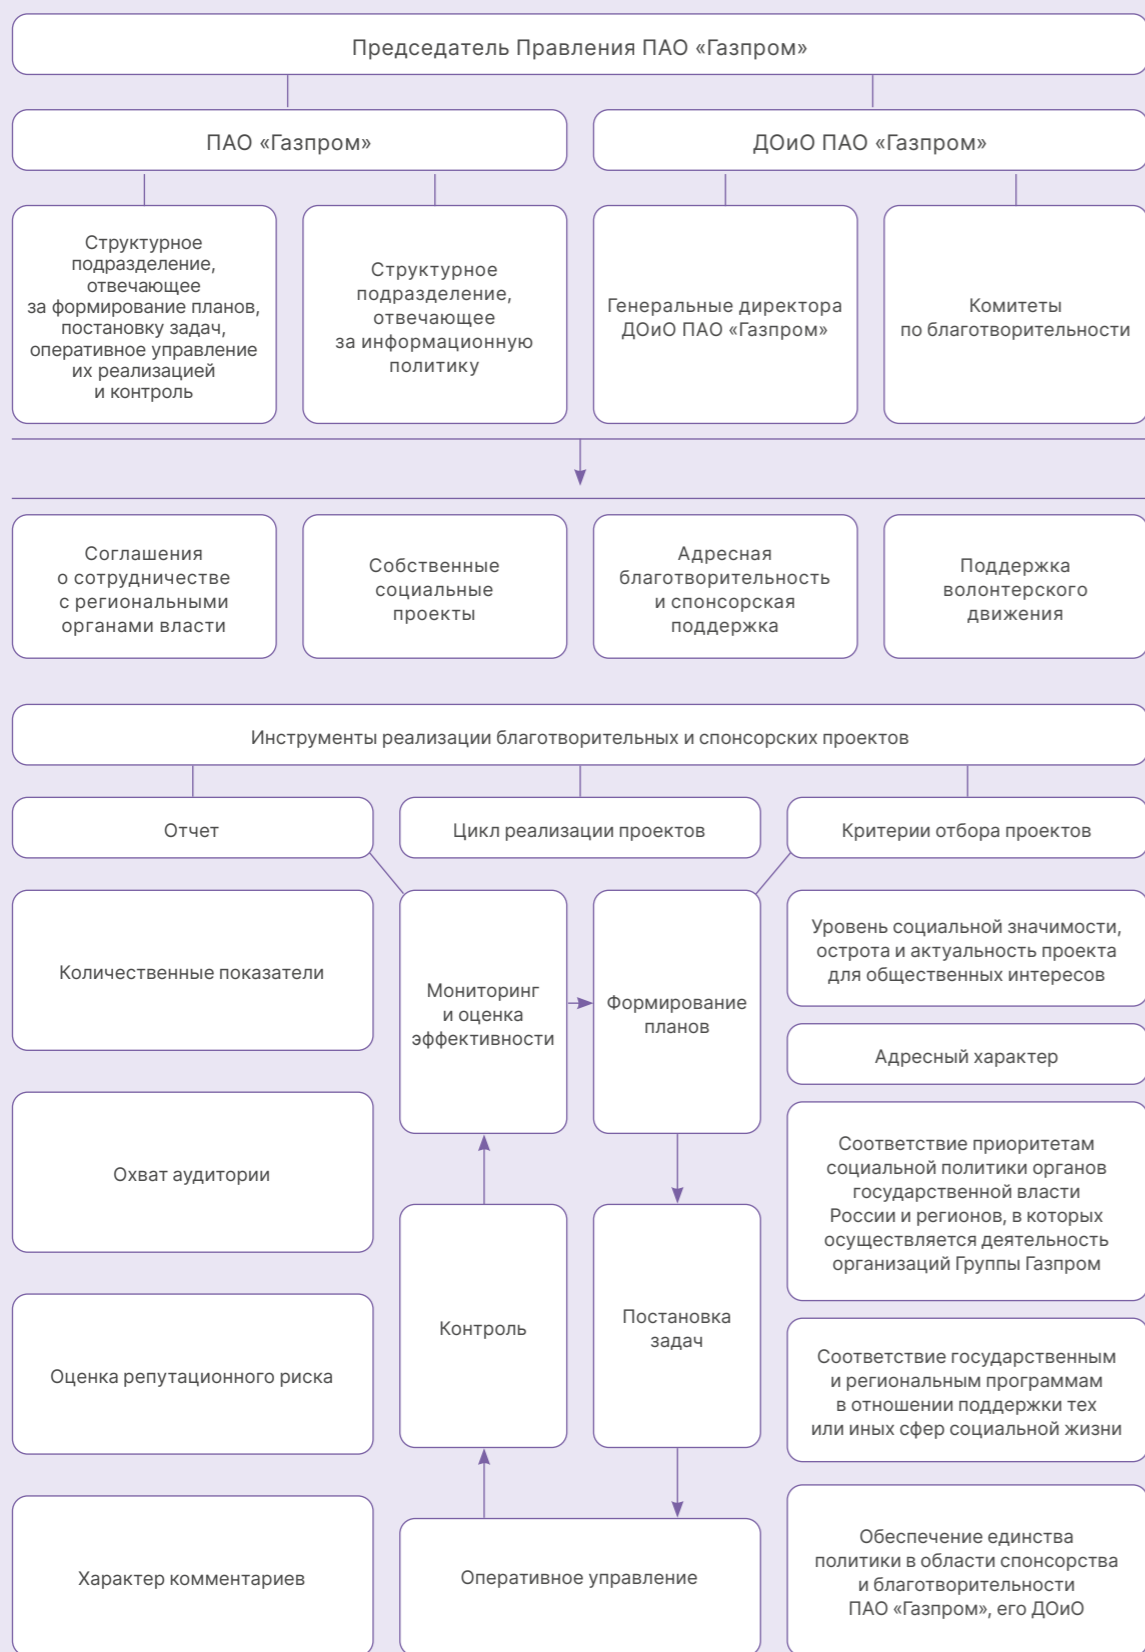 Председатель Правления ПАО «Газпром»
ПАО «Газпром»
ДОиО ПАО «Газпром»
Структурное
подразделение,
отвечающее
за формирование планов,
постановку задач,
оперативное управление
их реализацией
и контроль
Структурное
подразделение,
отвечающее
за информационную
политику
Генеральные директора
ДОиО ПАО «Газпром»
Комитеты
по благотворительности
Соглашения
о сотрудничестве
с региональными
органами власти
Собственные
социальные
проекты
Адресная
благотворительность
и спонсорская
поддержка
Поддержка
волонтерского
движения
Инструменты реализации благотворительных и спонсорских проектов
Отчет
Цикл реализации проектов
Критерии отбора проектов
Количественные показатели
Охват аудитории
Оценка репутационного риска
Характер комментариев
Мониторинг
и оценка
эффективности
Формирование
планов
Контроль
Постановка
задач
Оперативное управление
Уровень социальной значимости,
острота и актуальность проекта
для общественных интересов
Адресный характер
Соответствие приоритетам
социальной политики органов
государственной власти
России и регионов, в которых
осуществляется деятельность
организаций Группы Газпром
Соответствие государственным
и региональным программам
в отношении поддержки тех
или иных сфер социальной жизни
Обеспечение единства
политики в области спонсорства
и благотворительности
ПАО «Газпром», его ДОиО